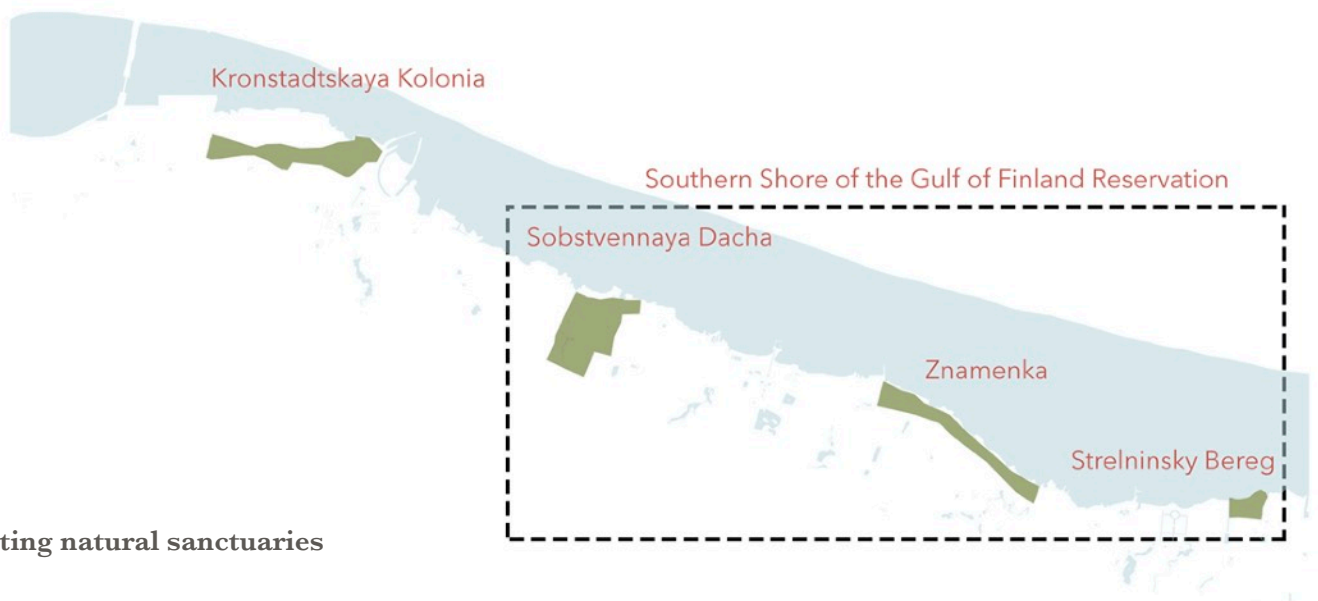 Kronstadtskaya Kolonia
Southern Shore of the Gulf of Finland Reservation
Sobstvennaya Dacha
Znamenka
Strelninsky Bereg
ting natural sanctuaries